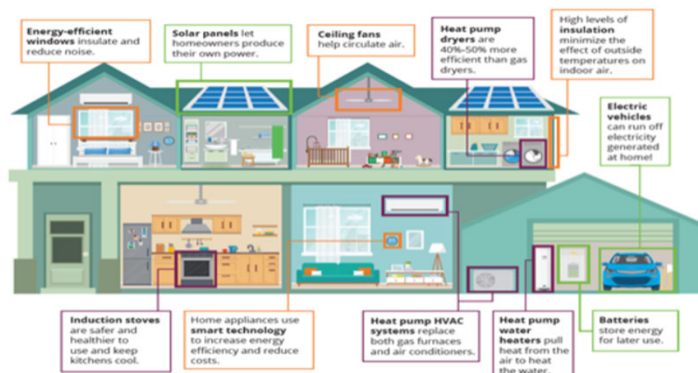 Energy-efficient
windows insulate and
reduce noise.
Solar panels let
homeowners produce
their own power.
Ceiling fans
help circulate air.
Heat pump
dryers are
40%-50% more
efficient than gas
dryers.
High levels of
insulation
minimize the
effect of outside
temperatures on
indoor air.
Electric
vehicles
can run off
electricity
generated
at home!
Induction stoves
are safer and
healthier to
use and keep
kitchens cool.
Home appliances use
smart technology
to increase energy
efficiency and reduce
costs.
Heat pump HVAC
systems replace
both gas furnaces
and air conditioners.
Heat pump
water
heaters pull
heat from the
air to heat
the water.
Batteries
store energy
for later use.